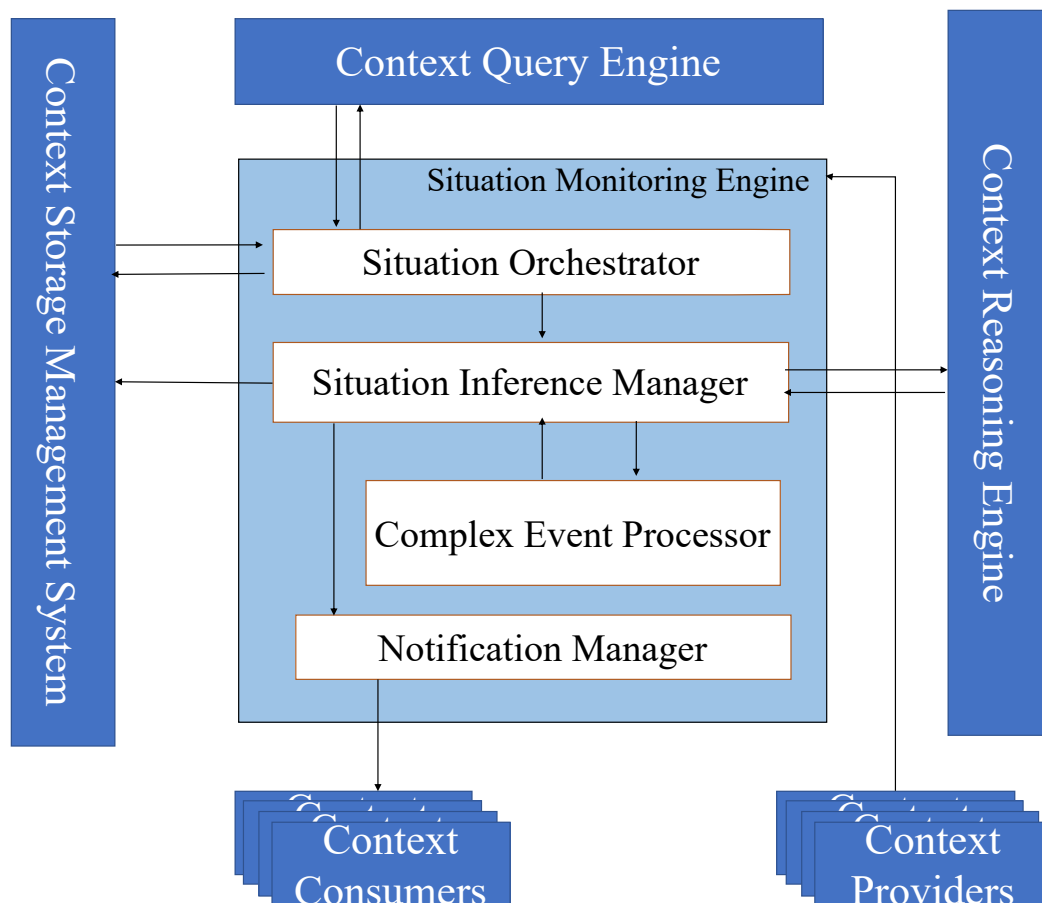 Context Query Engine
Context Storage Management System
Situation Monitoring Engine
Context Reasoning Engine
Situation Orchestrator
Situation Inference Manager
Complex Event Processor
Notification Manager
Context
Consumers
Context
Providers